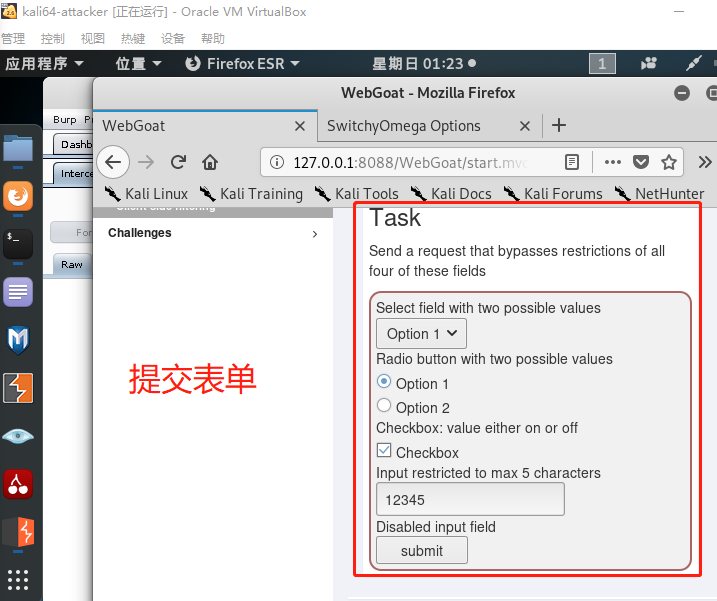 kali64-attacker [正在运行] - Oracle VM VirtualBox
管理 控制 视图 热键 设备 帮助
应用程序 位置 Firefox ESR 星期日 01:23 1
WebGoat - Mozilla Firefox
WebGoat SwitchyOmega Options
127.0.0.1:8088/WebGoat/start.mvc
Kali Linux Kali Training Kali Tools Kali Docs Kali Forums NetHunter
Burp
Dashb
Interce
For
Raw
Client side filtering
Challenges
提交表单
Task
Send a request that bypasses restrictions of all
four of these fields
Select field with two possible values
Option 1
Radio button with two possible values
Option 1
Option 2
Checkbox: value either on or off
Checkbox
Input restricted to max 5 characters
12345
Disabled input field
submit